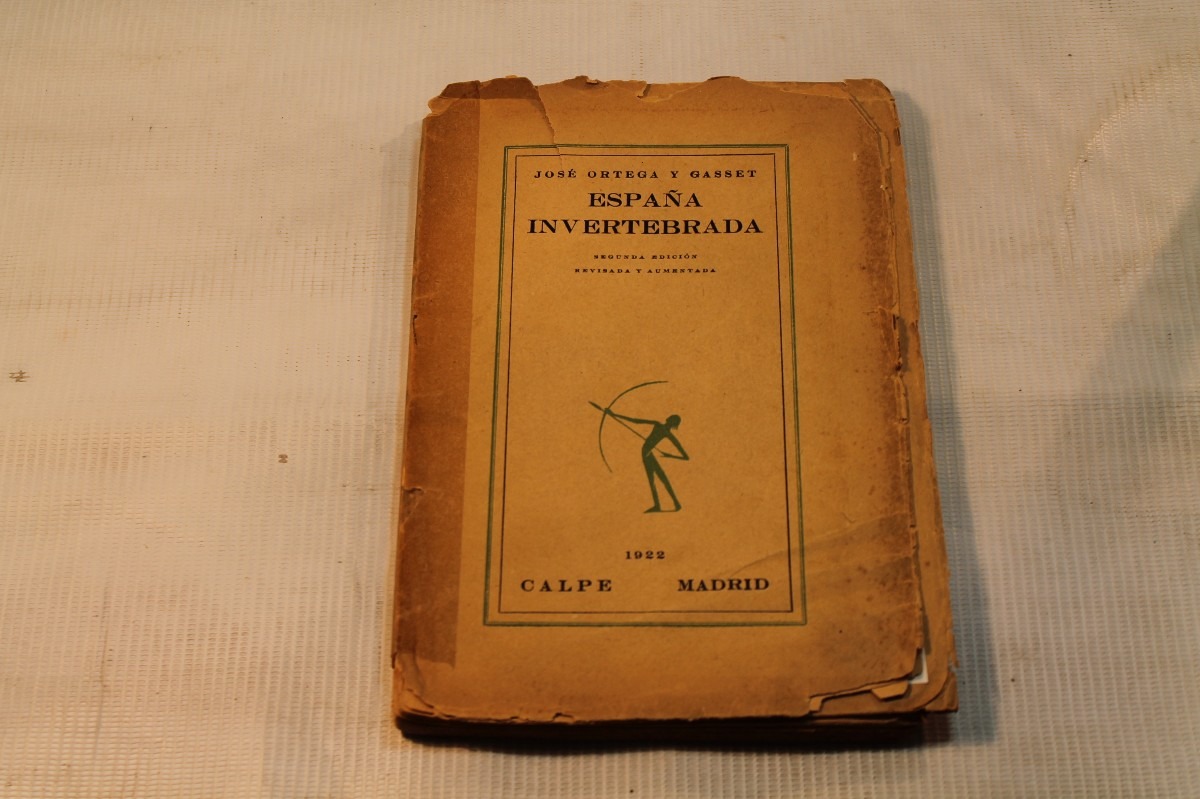 JOSÉ ORTEGA Y GASSET
ESPAÑA
INVERTEBRADA
SEGUNDA EDICIÓN
REVISADA Y AUMENTADA
1922
CALPE MADRID